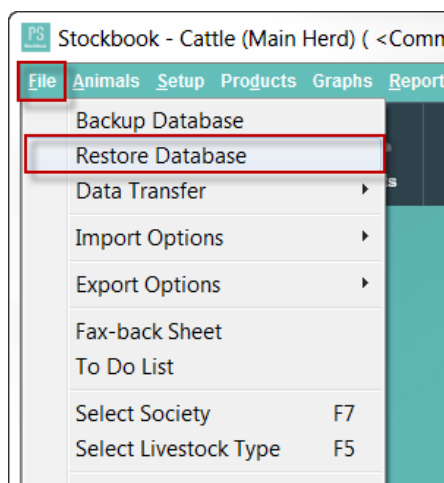 PS
Stockbook - Cattle (Main Herd) ( <Comm
File Animals Setup Products Graphs Report
Backup Database
Restore Database
Data Transfer
Import Options
Export Options
Fax-back Sheet
To Do List
Select Society F7
Select Livestock Type F5